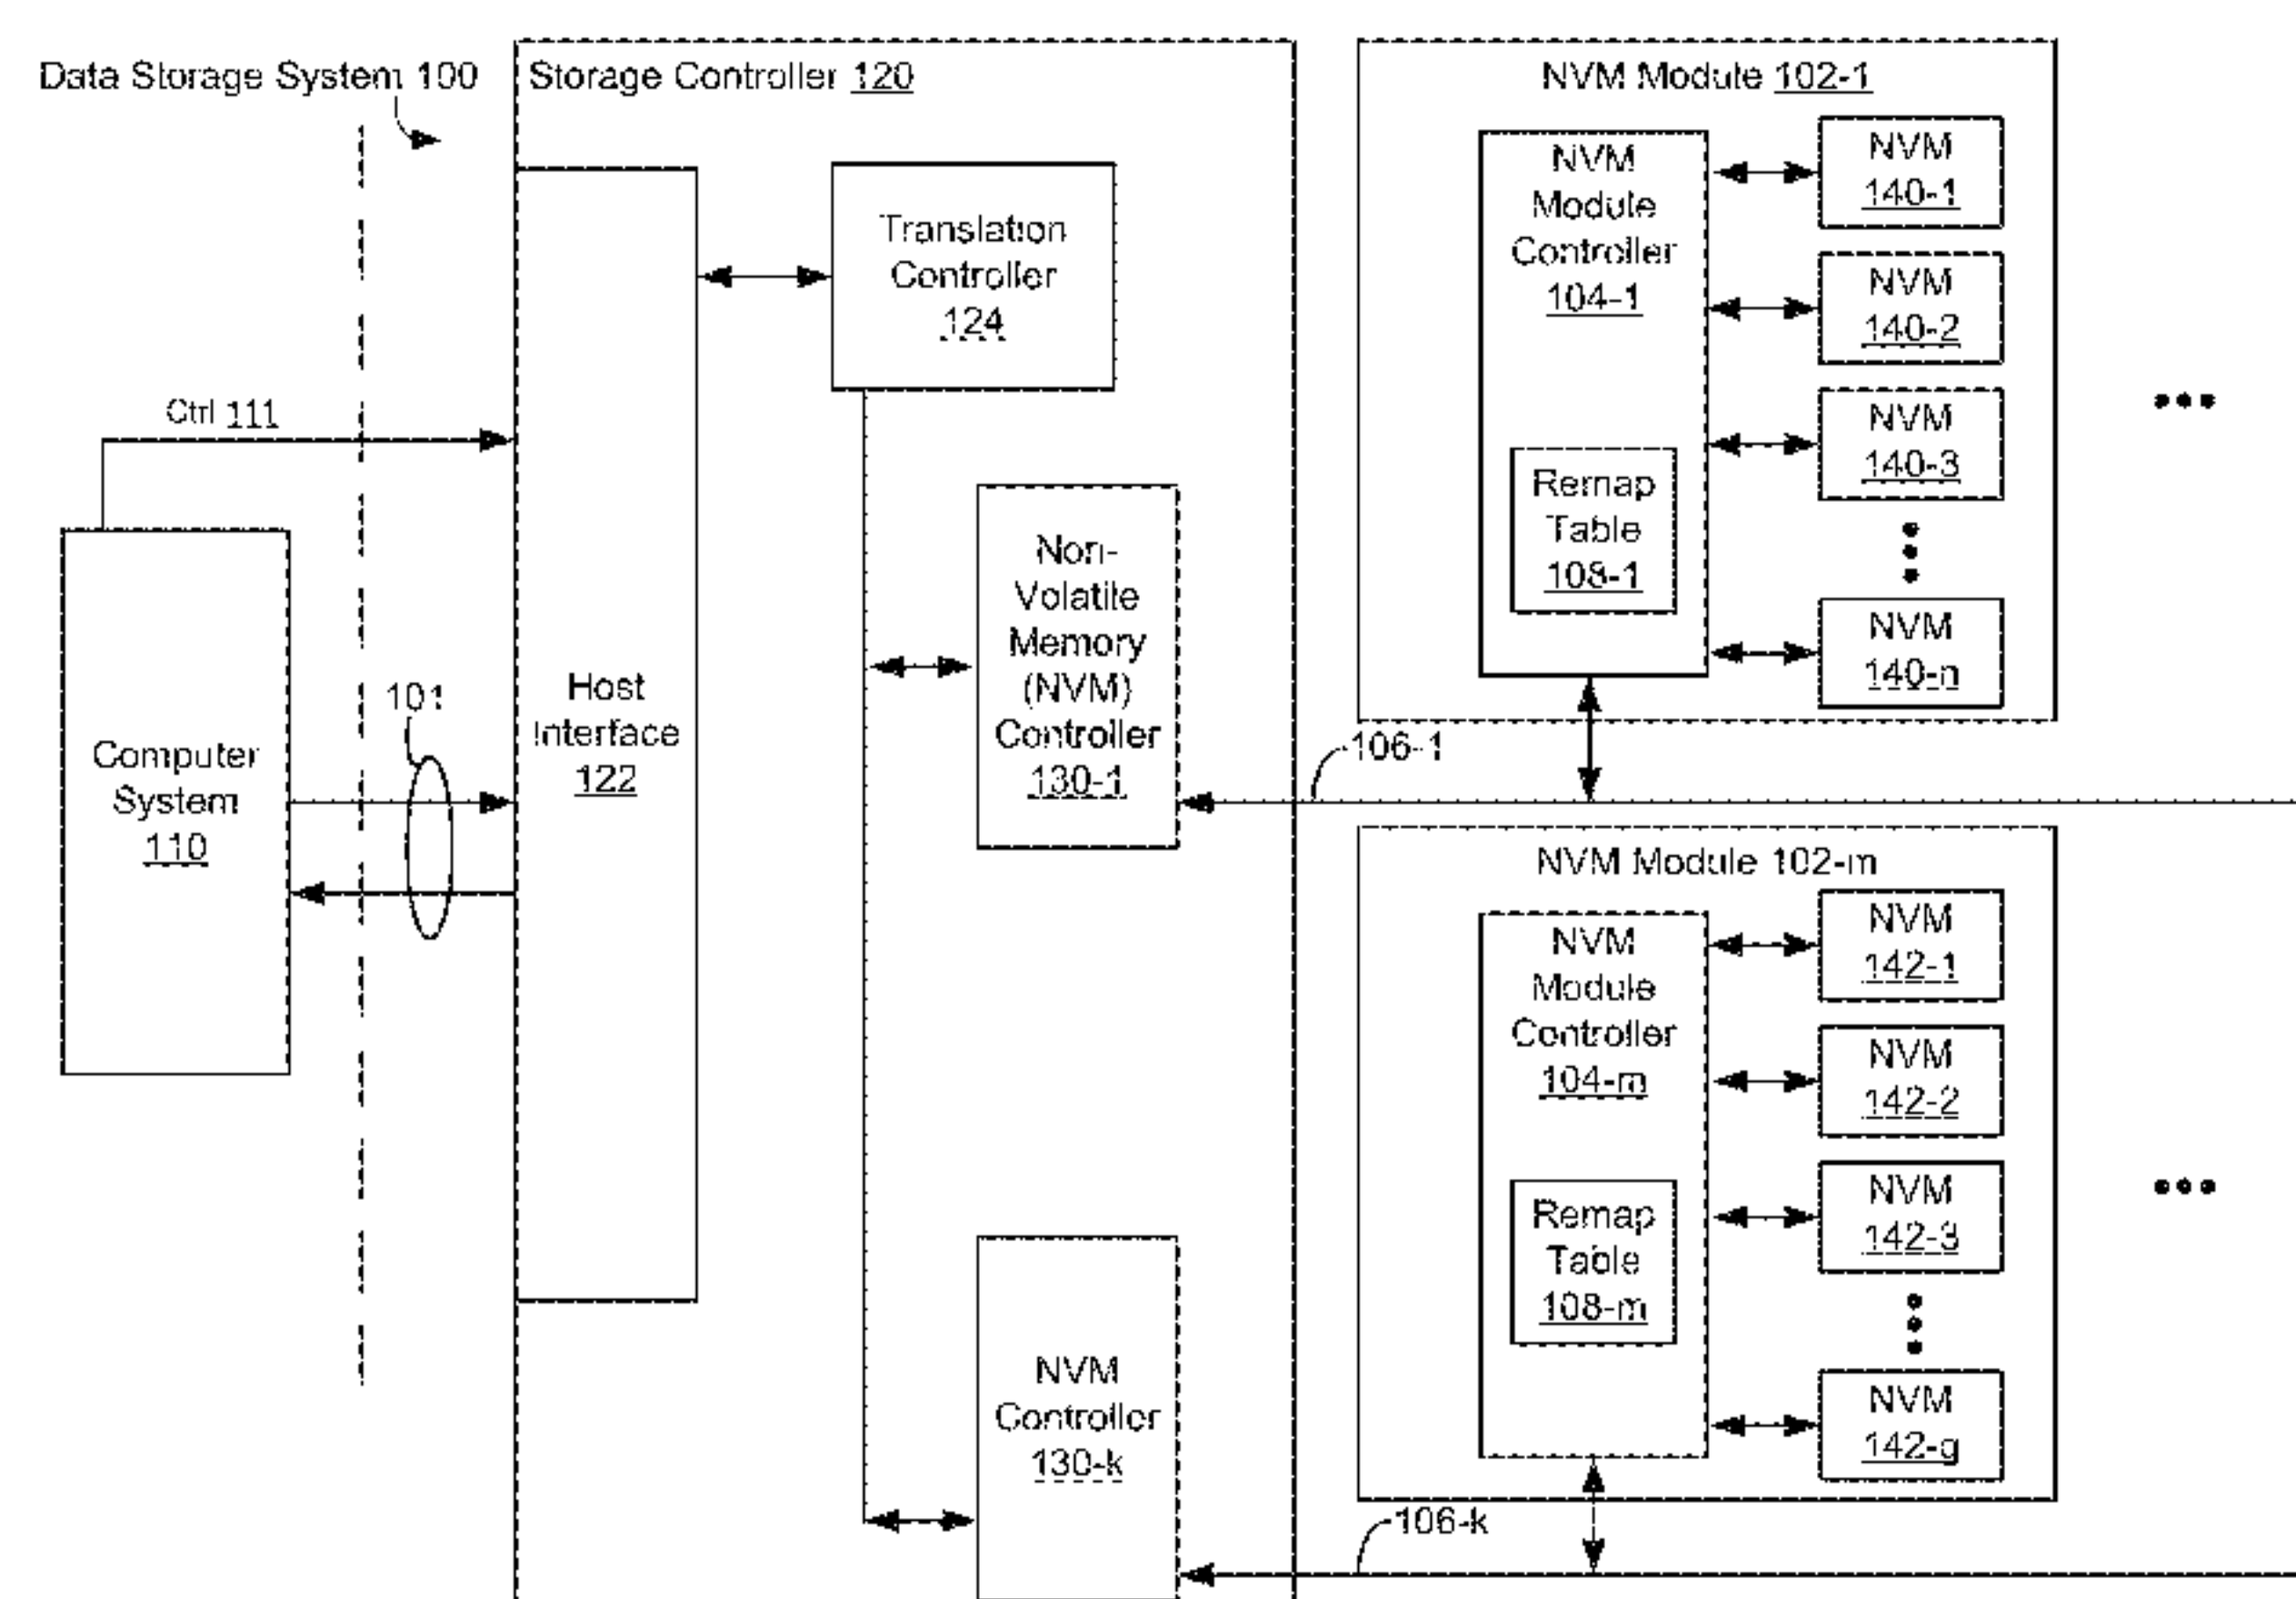 Data Storage System 100
Storage Controller 120
Ctrl 111
Computer
System
110
101
Host
Interface
122
Translation
Controller
124
Non-
Volatile
Memory
(NVM)
Controller
130-1
NVM
Controller
130-k
NVM Module 102-1
NVM
Module
Controller
104-1
Remap
Table
108-1
NVM
140-1
NVM
140-2
NVM
140-3
NVM
140-n
106-1
NVM Module 102-m
NVM
Module
Controller
104-m
Remap
Table
108-m
NVM
142-1
NVM
142-2
NVM
142-3
NVM
142-g
106-k